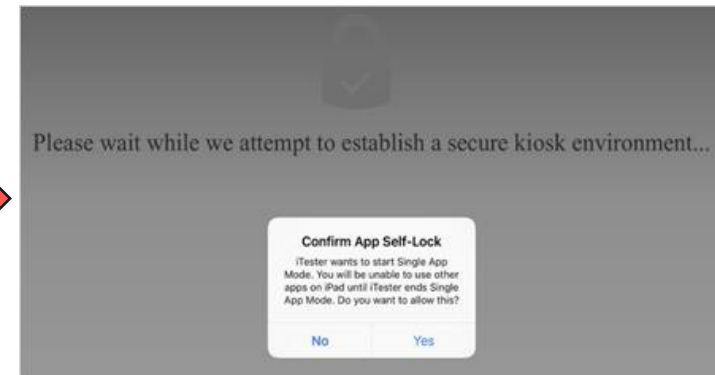 Please wait while we attempt to establish a secure kiosk environment...
Confirm App Self-Lock
iTester wants to start Single App
Mode. You will be unable to use other
apps on iPad until iTester ends Single
App Mode. Do you want to allow this?
No Yes